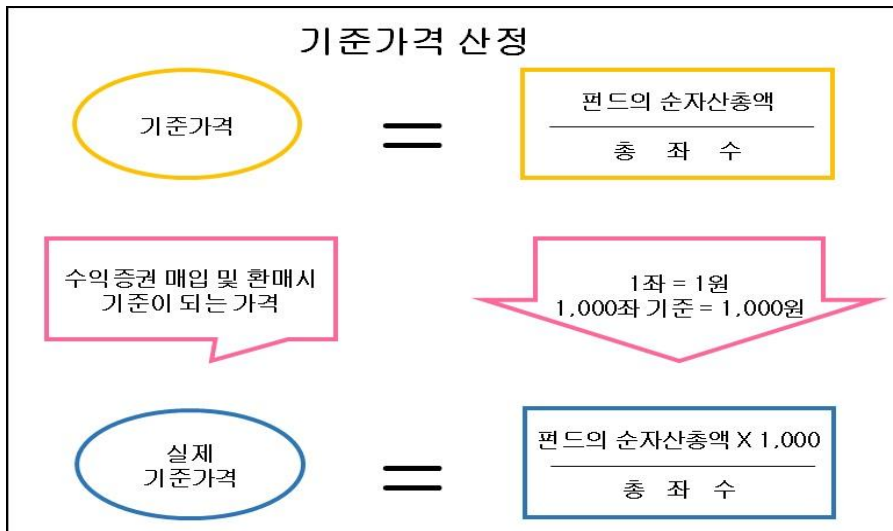 기준가격 산정
기준가격
=
펀드의 순자산총액
총 좌 수
수익증권 매입 및 환매시
기준이 되는 가격
1좌 = 1원
1,000좌 기준 = 1,000원
실제
기준가격
=
펀드의 순자산총액 X 1,000
총 좌 수